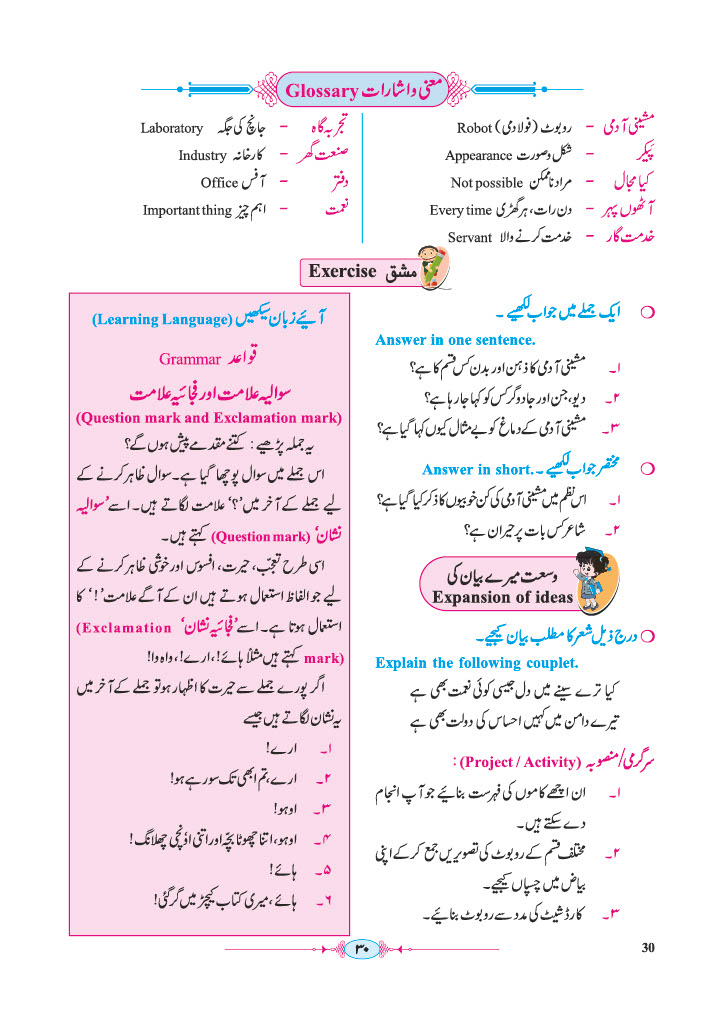 معنی و اشارات Glossary
مشینی آدمی - روبوٹ (فولادمی) Robot
پَیکر - شکل و صورت Appearance
کیا مجال - مراد ناممکن Not possible
آٹھوں پہر - دن رات، ہر گھڑی Every time
خدمت گار - خدمت کرنے والا Servant
تجربہ گاہ - جانچ کی جگہ Laboratory
صنعت گھر - کارخانہ Industry
دفتر - آفس Office
نعمت - اہم چیز Important thing
مشق Exercise
ایک جملے میں جواب لکھیے۔
Answer in one sentence.
۱۔ مشینی آدمی کا ذہن اور بدن کس قسم کا ہے؟
۲۔ دیو، جن اور جادوگر کس کو کہا جا رہا ہے؟
۳۔ مشینی آدمی کے دماغ کو بے مثال کیوں کہا گیا ہے؟
مختصر جواب لکھیے۔ Answer in short.
۱۔ اس نظم میں مشینی آدمی کی کن خوبیوں کا ذکر کیا گیا ہے؟
۲۔ شاعر کس بات پر حیران ہے؟
وسعت میرے بیان کی
Expansion of ideas
درج ذیل شعر کا مطلب بیان کیجیے۔
Explain the following couplet.
کیا ترے سینے میں دل جیسی کوئی نعمت بھی ہے
تیرے دامن میں کہیں احساس کی دولت بھی ہے
سرگرمی/منصوبہ (Project / Activity) :
۱۔ ان اچھے کاموں کی فہرست بنائیے جو آپ انجام
دے سکتے ہیں۔
۲۔ مختلف قسم کے روبوٹ کی تصویریں جمع کرکے اپنی
بیاض میں چسپاں کیجیے۔
۳۔ کارڈ شیٹ کی مدد سے روبوٹ بنائیے۔
آئیے زبان سیکھیں (Learning Language)
قواعد Grammar
سوالیہ علامت اور فجائیہ علامت
(Question mark and Exclamation mark)
یہ جملہ پڑھیے : کتنے مقدمے پیش ہوں گے؟
اس جملے میں سوال پوچھا گیا ہے۔ سوال ظاہر کرنے کے
لیے جملے کے آخر میں ’؟‘ علامت لگاتے ہیں۔ اسے ’سوالیہ
نشان‘ (Question mark) کہتے ہیں۔
اسی طرح تعجّب، حیرت، افسوس اور خوشی ظاہر کرنے کے
لیے جو الفاظ استعمال ہوتے ہیں ان کے آگے علامت ’!‘ کا
استعمال ہوتا ہے۔ اسے ’فجائیہ نشان‘ (Exclamation
mark) کہتے ہیں مثلاً ہائے!، ارے!، واہ وا!
اگر پورے جملے سے حیرت کا اظہار ہو تو جملے کے آخر میں
یہ نشان لگاتے ہیں جیسے
۱۔ ارے!
۲۔ ارے، تم ابھی تک سو رہے ہو!
۳۔ اوہو!
۴۔ اوہو، اتنا چھوٹا بچّہ اور اتنی اونچی چھلانگ!
۵۔ ہائے!
۶۔ ہائے، میری کتاب کیچڑ میں گر گئی!
۳۰
30